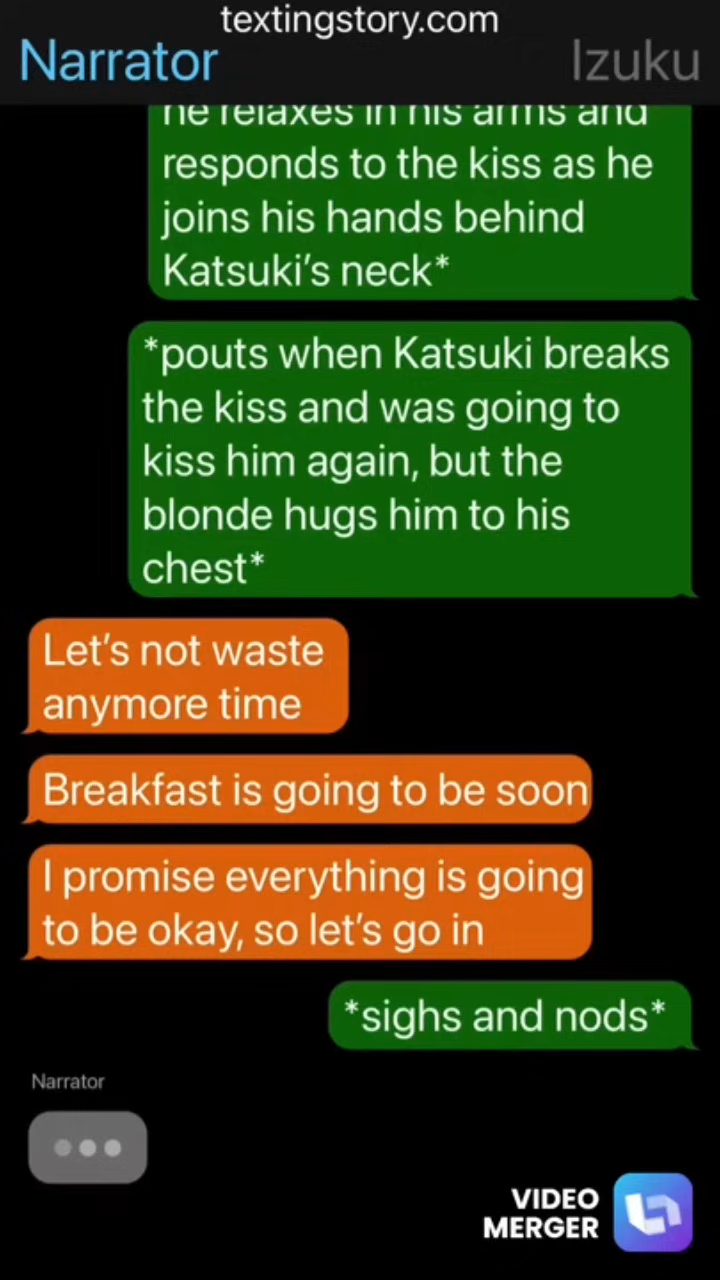 textingstory.com
Narrator
Izuku
he relaxes in his arms and
responds to the kiss as he
joins his hands behind
Katsuki's neck*
*pouts when Katsuki breaks
the kiss and was going to
kiss him again, but the
blonde hugs him to his
chest*
Let's not waste
anymore time
Breakfast is going to be soon
I promise everything is going
to be okay, so let's go in
*sighs and nods*
Narrator
VIDEO
MERGER